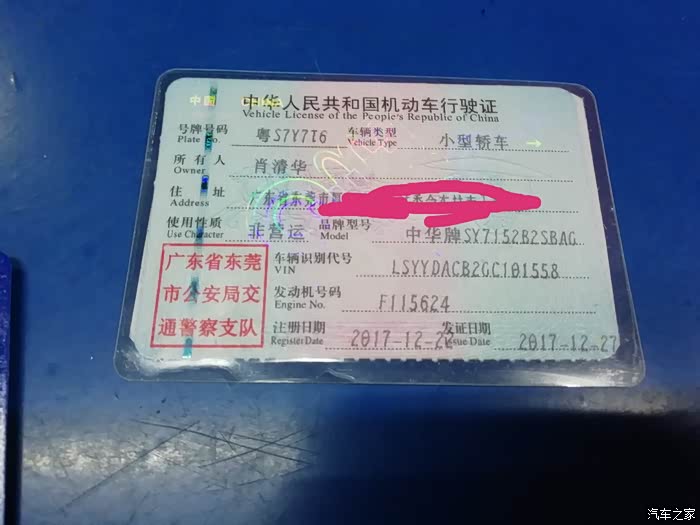 中华人民共和国机动车行驶证
Vehicle License of the People's Republic of China
号牌号码 粤S7Y7T6 车辆类型 小型轿车
Plate No. Vehicle Type
所有人 肖清华
Owner
住址 广东省东莞市
Address
使用性质 非营运 品牌型号 中华牌SY7152B2SBAG
Use Character Model
广东省东莞
市公安局交
通警察支队
车辆识别代号 LSYYDACB2GC101558
VIN
发动机号码 F115624
Engine No.
注册日期 2017-12-2 发证日期 2017-12-27
Register Date Issue Date
汽车之家